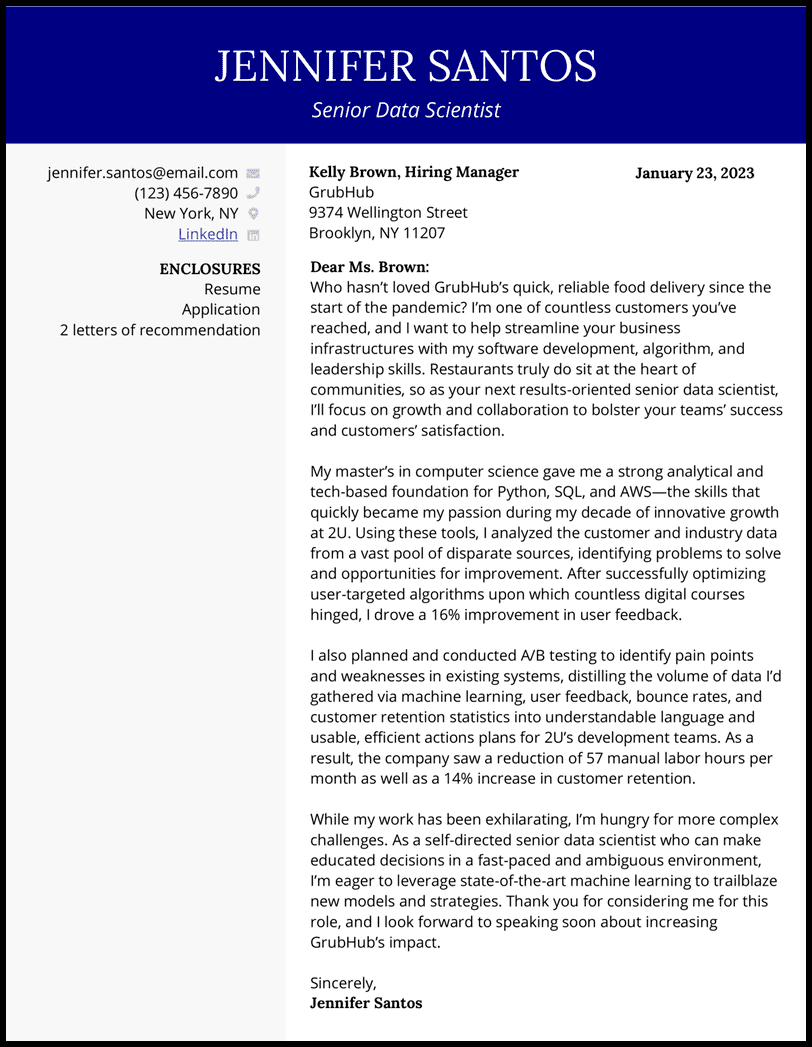 JENNIFER SANTOS
Senior Data Scientist
jennifer.santos@email.com
(123) 456-7890
New York, NY
LinkedIn
ENCLOSURES
Resume
Application
2 letters of recommendation
Kelly Brown, Hiring Manager
January 23, 2023
GrubHub
9374 Wellington Street
Brooklyn, NY 11207
Dear Ms. Brown:
Who hasn’t loved GrubHub’s quick, reliable food delivery since the
start of the pandemic? I’m one of countless customers you’ve
reached, and I want to help streamline your business
infrastructures with my software development, algorithm, and
leadership skills. Restaurants truly do sit at the heart of
communities, so as your next results-oriented senior data scientist,
I’ll focus on growth and collaboration to bolster your teams’ success
and customers’ satisfaction.
My master’s in computer science gave me a strong analytical and
tech-based foundation for Python, SQL, and AWS—the skills that
quickly became my passion during my decade of innovative growth
at 2U. Using these tools, I analyzed the customer and industry data
from a vast pool of disparate sources, identifying problems to solve
and opportunities for improvement. After successfully optimizing
user-targeted algorithms upon which countless digital courses
hinged, I drove a 16% improvement in user feedback.
I also planned and conducted A/B testing to identify pain points
and weaknesses in existing systems, distilling the volume of data I’d
gathered via machine learning, user feedback, bounce rates, and
customer retention statistics into understandable language and
usable, efficient actions plans for 2U’s development teams. As a
result, the company saw a reduction of 57 manual labor hours per
month as well as a 14% increase in customer retention.
While my work has been exhilarating, I’m hungry for more complex
challenges. As a self-directed senior data scientist who can make
educated decisions in a fast-paced and ambiguous environment,
I’m eager to leverage state-of-the-art machine learning to trailblaze
new models and strategies. Thank you for considering me for this
role, and I look forward to speaking soon about increasing
GrubHub’s impact.
Sincerely,
Jennifer Santos